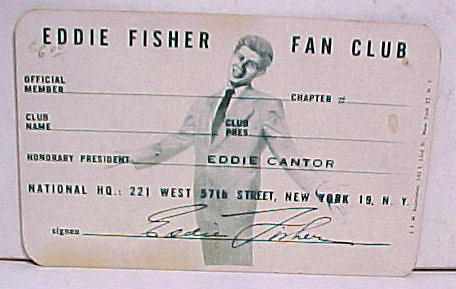 EDDIE FISHER FAN CLUB
OFFICIAL
MEMBER
CHAPTER #
CLUB
NAME
CLUB
PRES.
HONORARY PRESIDENT EDDIE CANTOR
NATIONAL HQ.: 221 WEST 57th STREET, NEW YORK 19, N. Y.
signed Eddie Fisher